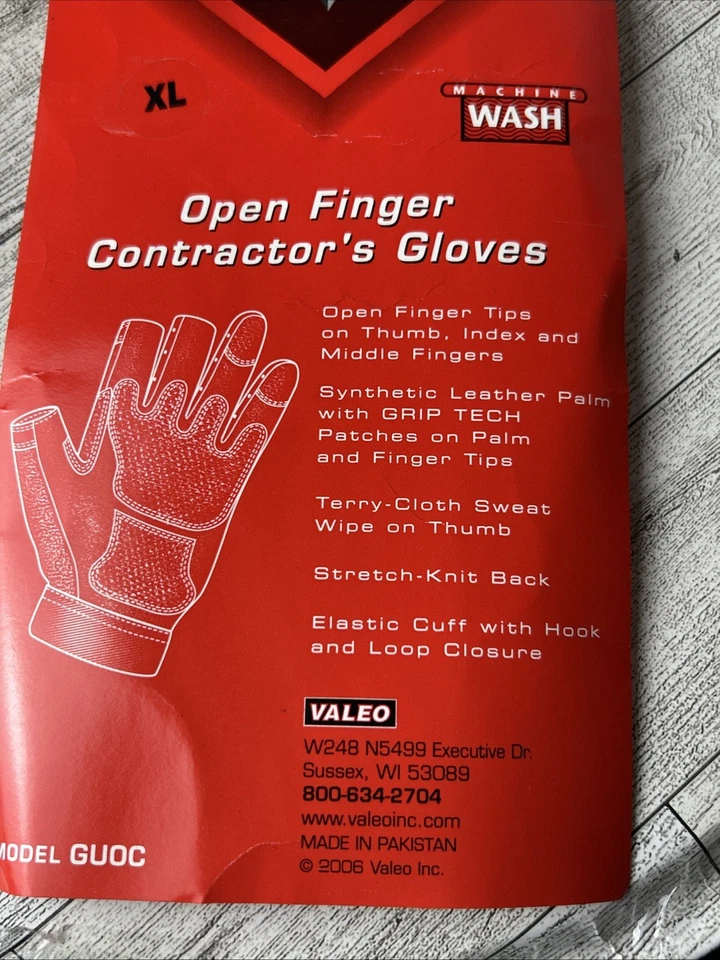 XL
MACHINE
WASH
Open Finger
Contractor's Gloves
Open Finger Tips
on Thumb, Index and
Middle Fingers
Synthetic Leather Palm
with GRIP TECH
Patches on Palm
and Finger Tips
Terry-Cloth Sweat
Wipe on Thumb
Stretch-Knit Back
Elastic Cuff with Hook
and Loop Closure
VALEO
W248 N5499 Executive Dr.
Sussex, WI 53089
800-634-2704
www.valeoinc.com
MADE IN PAKISTAN
© 2006 Valeo Inc.
MODEL GUOC